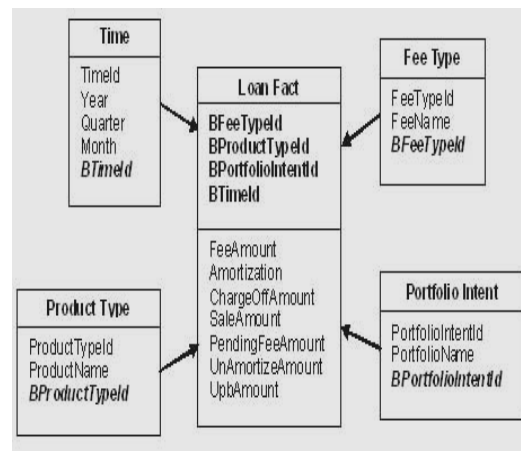 Time
TimeId
Year
Quarter
Month
BTimeId
Loan Fact
BFeeTypeId
BProductTypeId
BPortfolioIntentId
BTimeId
FeeAmount
Amortization
ChargeOffAmount
SaleAmount
PendingFeeAmount
UnAmortizeAmount
UpbAmount
Fee Type
FeeTypeId
FeeName
BFeeTypeId
Product Type
ProductTypeId
ProductName
BProductTypeId
Portfolio Intent
PortfolioIntentId
PortfolioName
BPortfolioIntentId